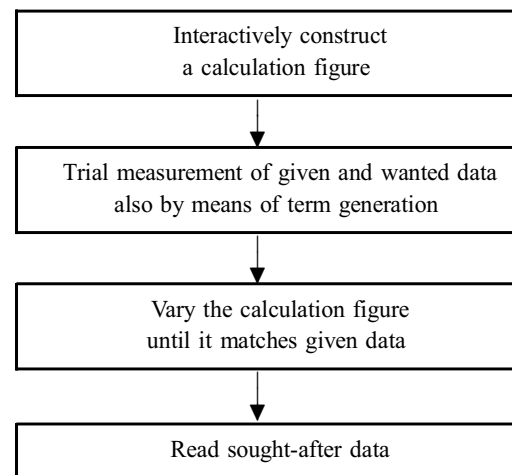 Interactively construct
a calculation figure
Trial measurement of given and wanted data
also by means of term generation
Vary the calculation figure
until it matches given data
Read sought-after data